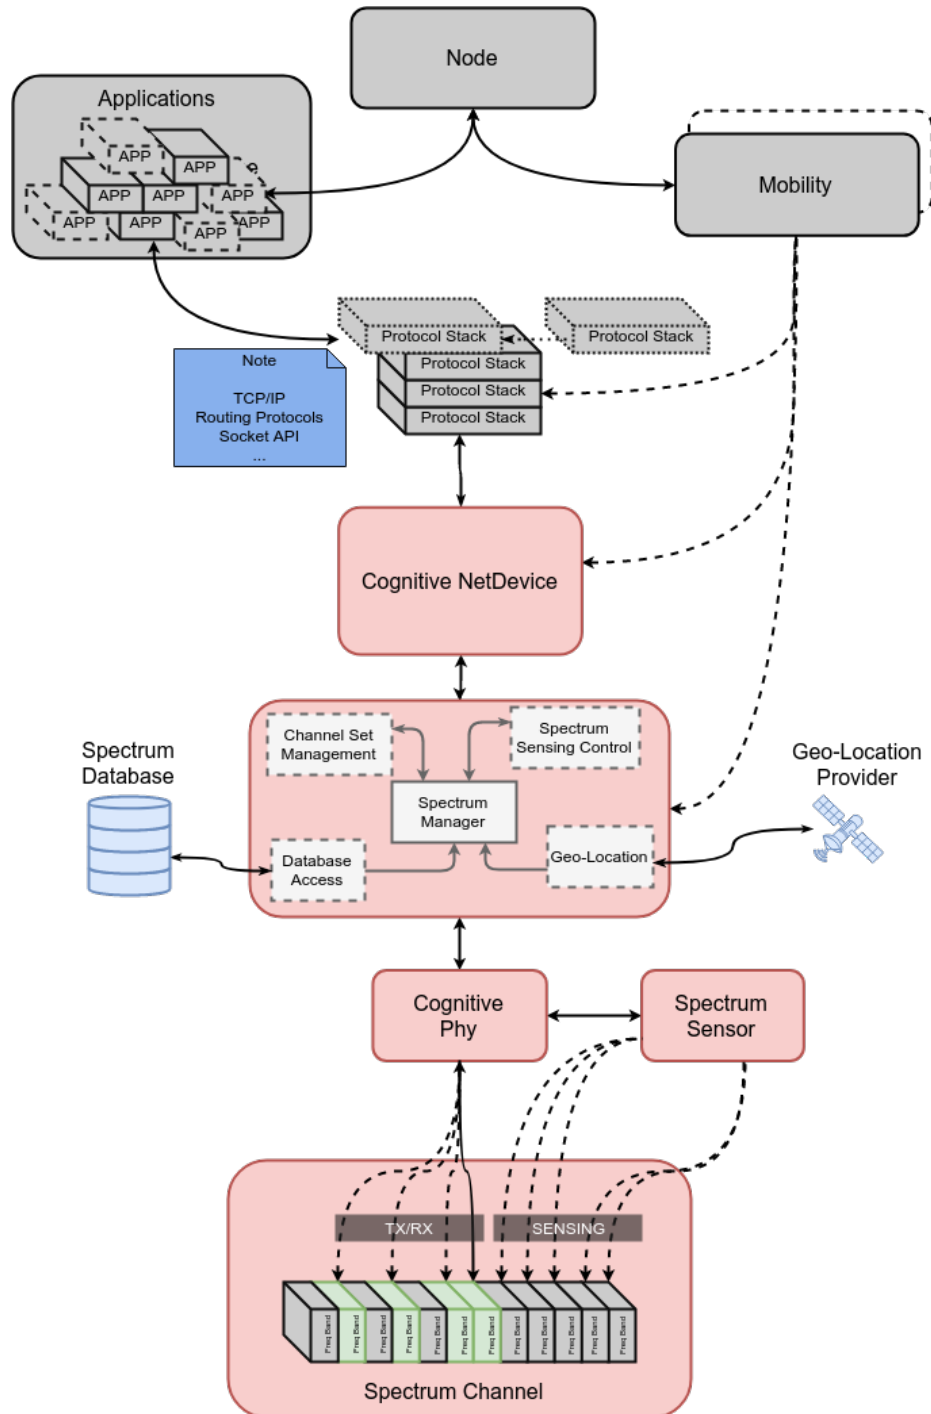 Node
Applications
APP
APP
APP
APP
APP
APP
APP
APP
APP
Mobility
Protocol Stack
Protocol Stack
Protocol Stack
Protocol Stack
Protocol Stack
Note
TCP/IP
Routing Protocols
Socket API
...
Cognitive NetDevice
Channel Set
Management
Spectrum
Sensing Control
Spectrum
Manager
Database
Access
Geo-Location
Spectrum
Database
Geo-Location
Provider
Cognitive
Phy
Spectrum
Sensor
TX/RX
SENSING
Freq Band
Freq Band
Freq Band
Freq Band
Freq Band
Freq Band
Freq Band
Freq Band
Freq Band
Freq Band
Freq Band
Freq Band
Spectrum Channel